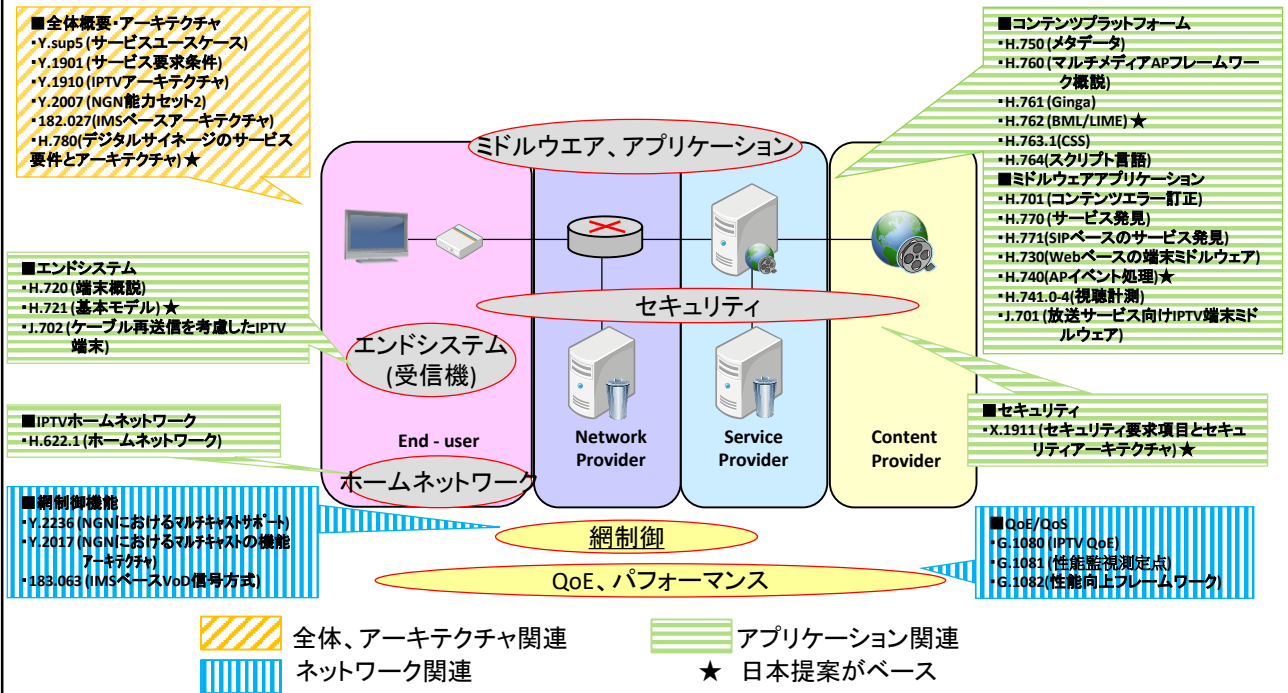 ■全体概要・アーキテクチャ
・Y.sup5 (サービスユースケース)
・Y.1901 (サービス要求条件)
・Y.1910 (IPTVアーキテクチャ)
・Y.2007 (NGN能力セット2)
・182.027(IMSベースアーキテクチャ)
・H.780(デジタルサイネージのサービス
要件とアーキテクチャ)★
■エンドシステム
・H.720 (端末概説)
・H.721 (基本モデル)★
・J.702 (ケーブル再送信を考慮したIPTV
端末)
■IPTVホームネットワーク
・H.622.1 (ホームネットワーク)
■網制御機能
・Y.2236 (NGNにおけるマルチキャストサポート)
・Y.2017 (NGNにおけるマルチキャストの機能
アーキテクチャ)
・183.063 (IMSベースVoD信号方式)
ミドルウエア、アプリケーション
セキュリティ
エンドシステム
(受信機)
End - user
Network
Provider
Service
Provider
Content
Provider
ホームネットワーク
網制御
QoE、パフォーマンス
■コンテンツプラットフォーム
・H.750 (メタデータ)
・H.760 (マルチメディアAPフレームワー
ク概説)
・H.761 (Ginga)
・H.762 (BML/LIME)★
・H.763.1(CSS)
・H.764(スクリプト言語)
■ミドルウェアアプリケーション
・H.701 (コンテンツエラー訂正)
・H.770 (サービス発見)
・H.771(SIPベースのサービス発見)
・H.730(Webベースの端末ミドルウェア)
・H.740(APイベント処理)★
・H.741.0-4(視聴計測)
・J.701 (放送サービス向けIPTV端末ミド
ルウェア)
■セキュリティ
・X.1911 (セキュリティ要求項目とセキュ
リティアーキテクチャ)★
■QoE/QoS
・G.1080 (IPTV QoE)
・G.1081 (性能監視測定点)
・G.1082(性能向上フレームワーク)
全体、アーキテクチャ関連
アプリケーション関連
ネットワーク関連
★ 日本提案がベース